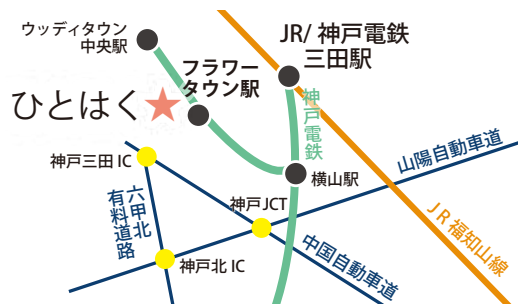 ウッディタウン
中央駅
JR/ 神戸電鉄
三田駅
フラワー
タウン駅
ひとはく
神戸電鉄
神戸三田 IC
横山駅
山陽自動車道
六甲北
有料道路
神戸JCT
神戸北 IC
中国自動車道
JR福知山線